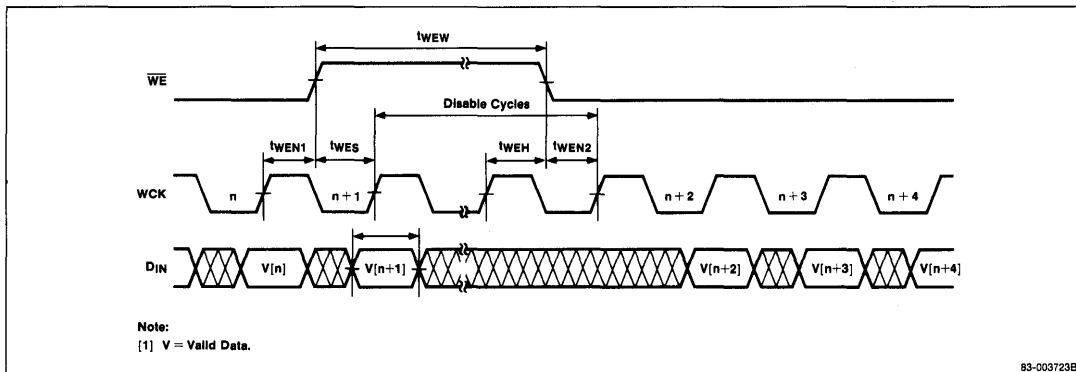 tWEW
WE
Disable Cycles
tWEN1 tWES tWEH tWEN2
WCK n n + 1 n + 2 n + 3 n + 4
DIN V[n] V[n+1] V[n+2] V[n+3] V[n+4]
Note:
[1] V = Valid Data.
83-003723B